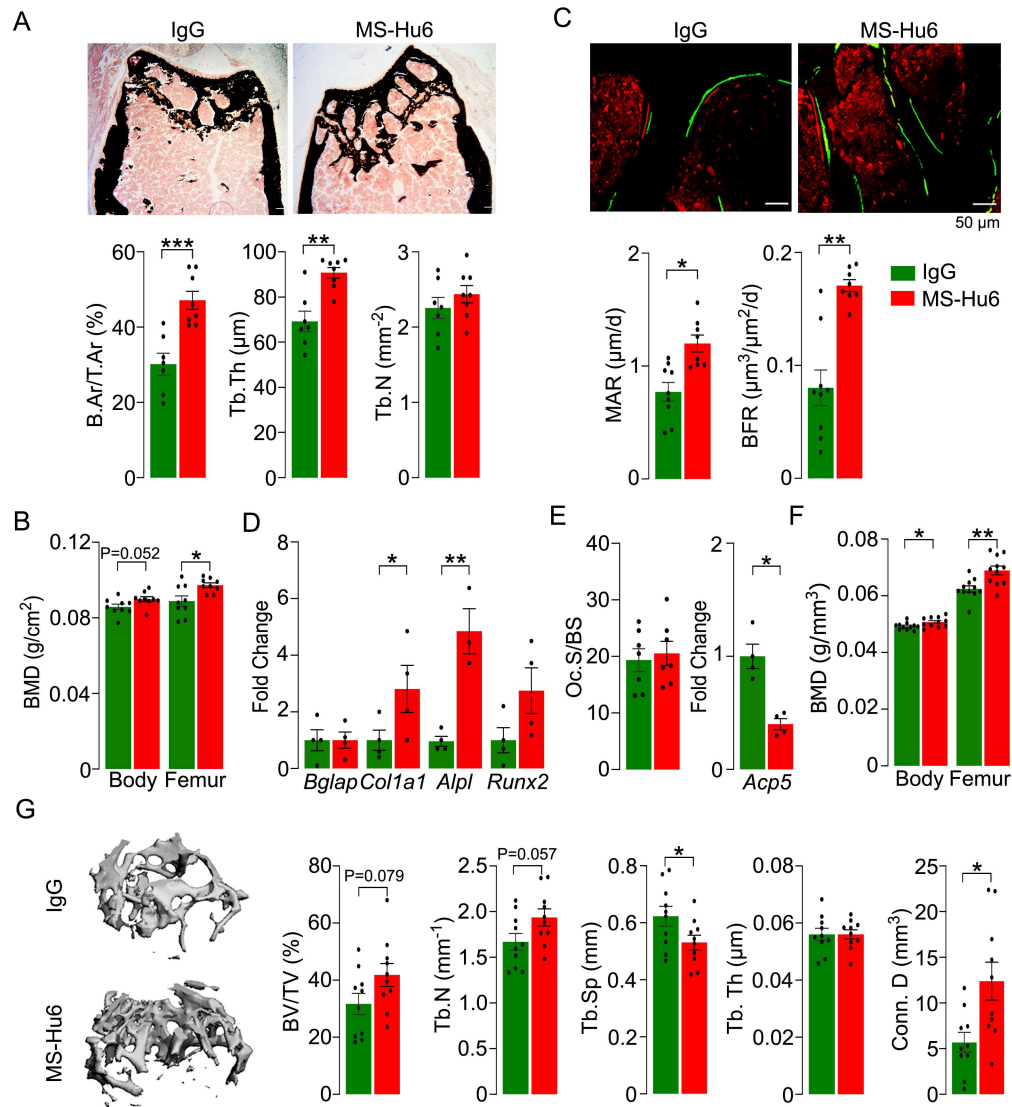 A
IgG
MS-Hu6
***
**
60
40
20
0
B.Ar/T.Ar (%)
100
80
60
40
20
0
Tb.Th (µm)
3
2
1
0
Tb.N (mm-2)
C
IgG
MS-Hu6
50 µm
*
**
2
1
0
MAR (µm/d)
0.2
0.1
0
BFR (µm3/µm2/d)
IgG
MS-Hu6
B
P=0.052
*
0.12
0.08
0.04
0
BMD (g/cm2)
Body
Femur
D
*
**
8
6
4
2
0
Fold Change
Bglap
Col1a1
Alpl
Runx2
E
40
30
20
10
0
Oc.S/BS
*
2
1
0
Fold Change
Acp5
F
*
**
0.08
0.06
0.04
0.02
0
BMD (g/mm3)
Body
Femur
G
IgG
MS-Hu6
P=0.079
80
60
40
20
0
BV/TV (%)
P=0.057
2.5
2.0
1.5
1.0
0.5
0
Tb.N (mm-1)
*
0.8
0.6
0.4
0.2
0
Tb.Sp (mm)
0.08
0.06
0.04
0.02
0
Tb. Th (µm)
*
25
20
15
10
5
0
Conn. D (mm3)